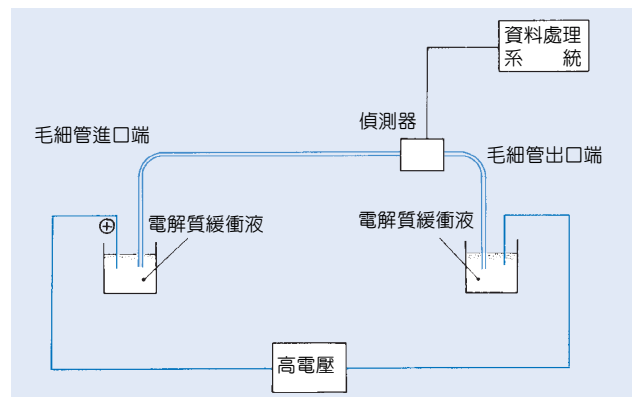 資料處理
系　　統
偵測器
毛細管進口端
毛細管出口端
⊕
電解質緩衝液
電解質緩衝液
高電壓